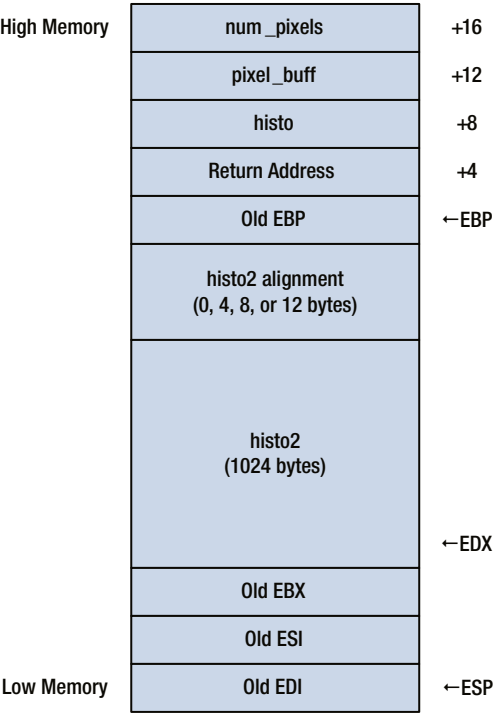 High Memory num_pixels +16
pixel_buff +12
histo +8
Return Address +4
Old EBP ←EBP
histo2 alignment
(0, 4, 8, or 12 bytes)
histo2
(1024 bytes)
←EDX
Old EBX
Old ESI
Low Memory Old EDI ←ESP